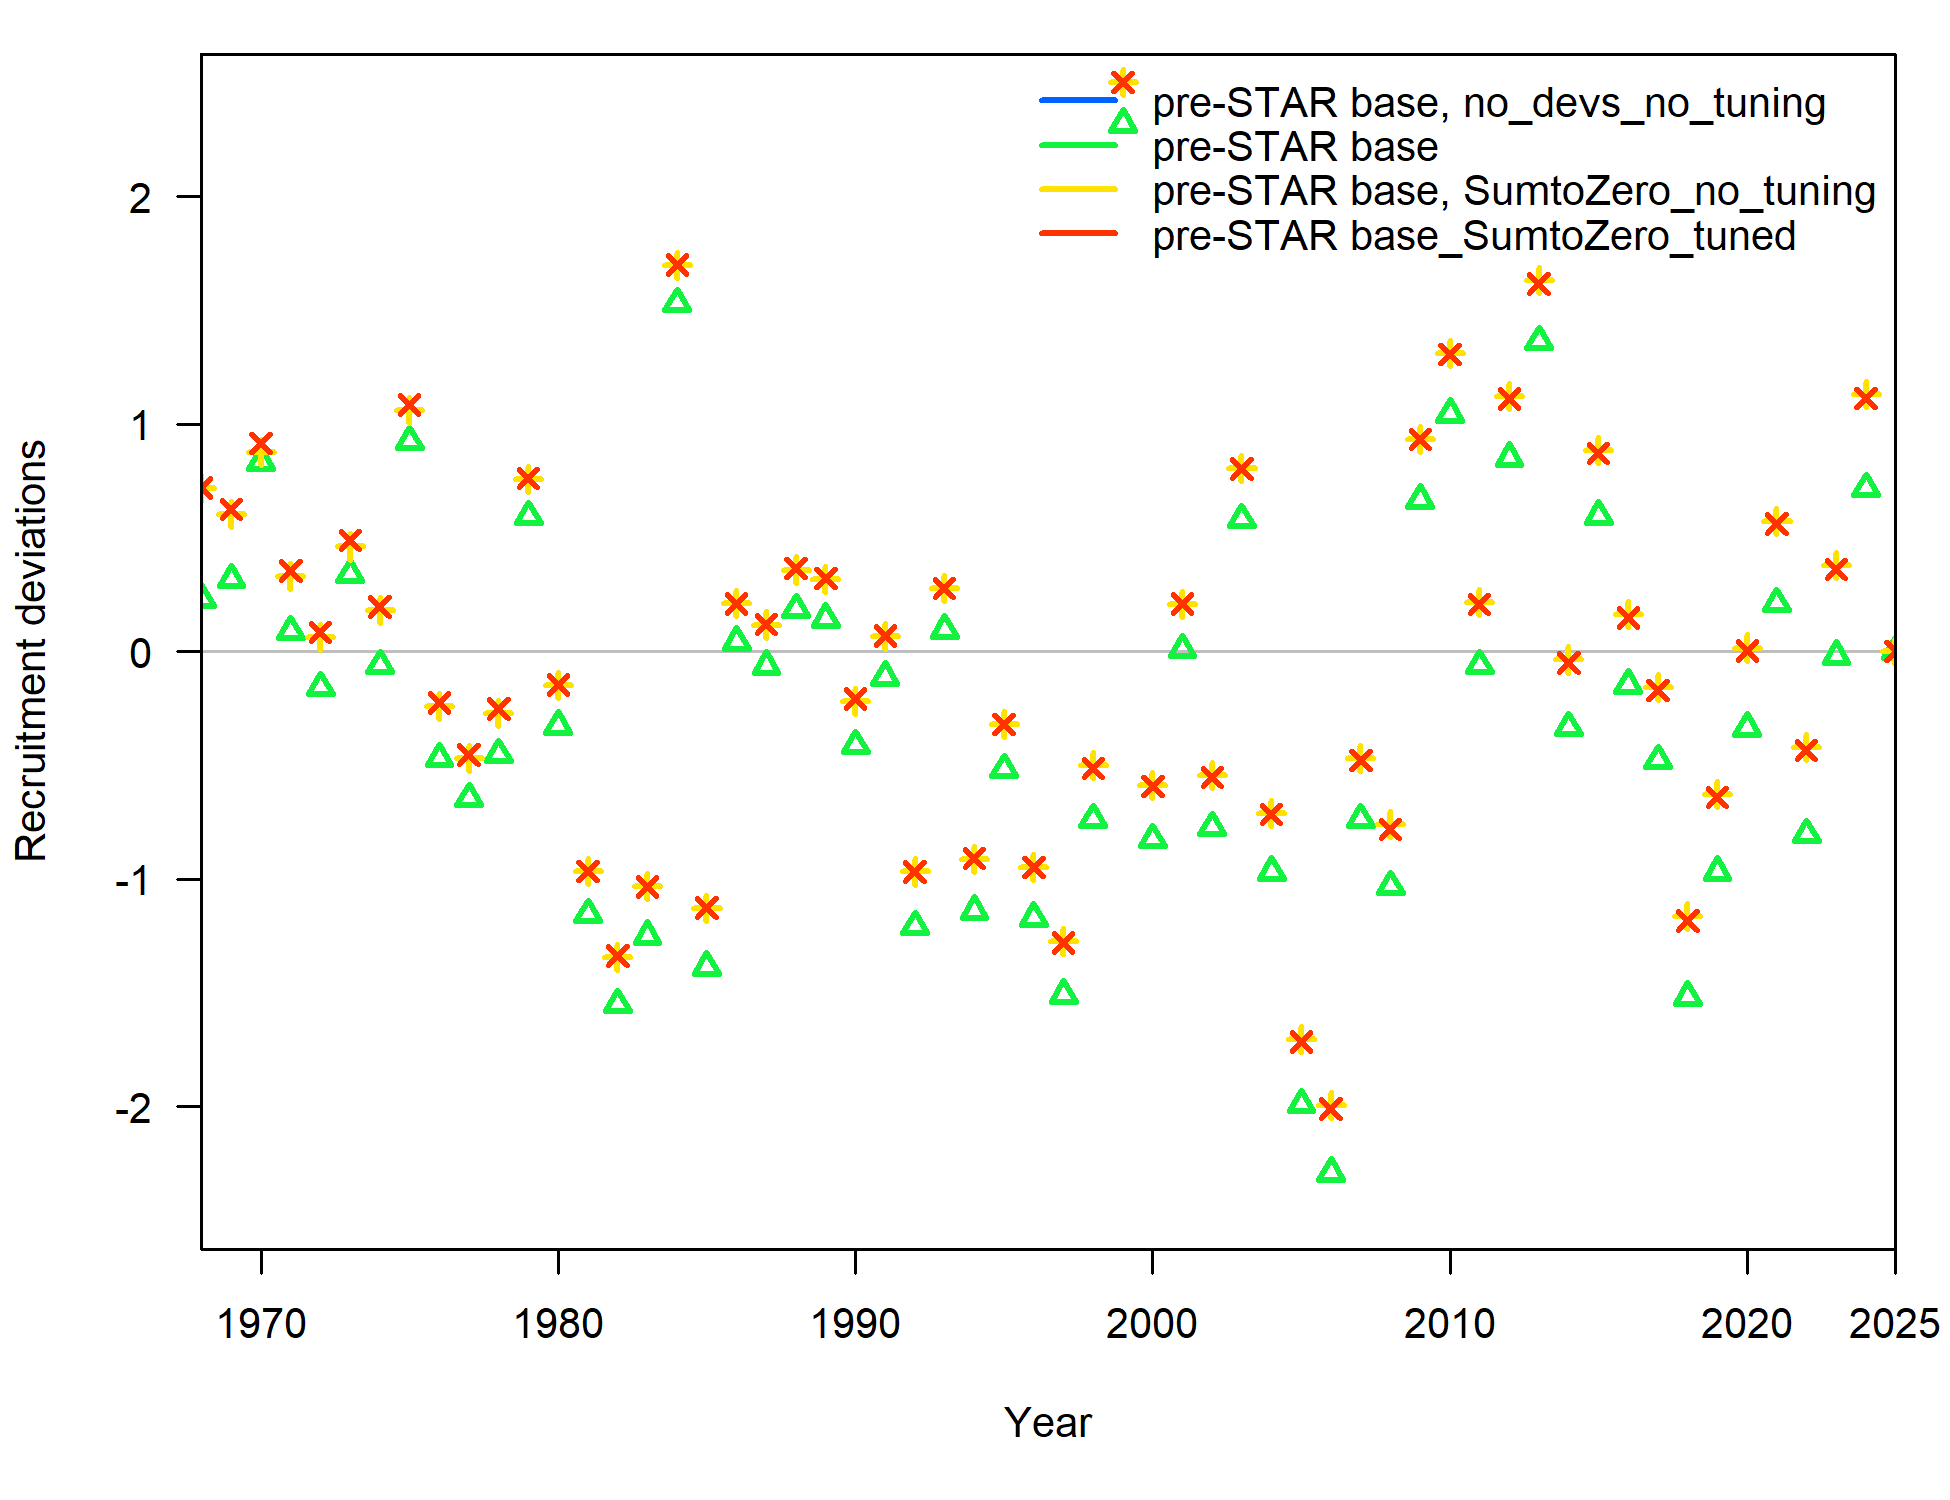 pre-STAR base, no_devs_no_tuning
pre-STAR base
pre-STAR base, SumtoZero_no_tuning
pre-STAR base_SumtoZero_tuned
2
1
0
-1
-2
Recruitment deviations
1970 1980 1990 2000 2010 2020 2025
Year